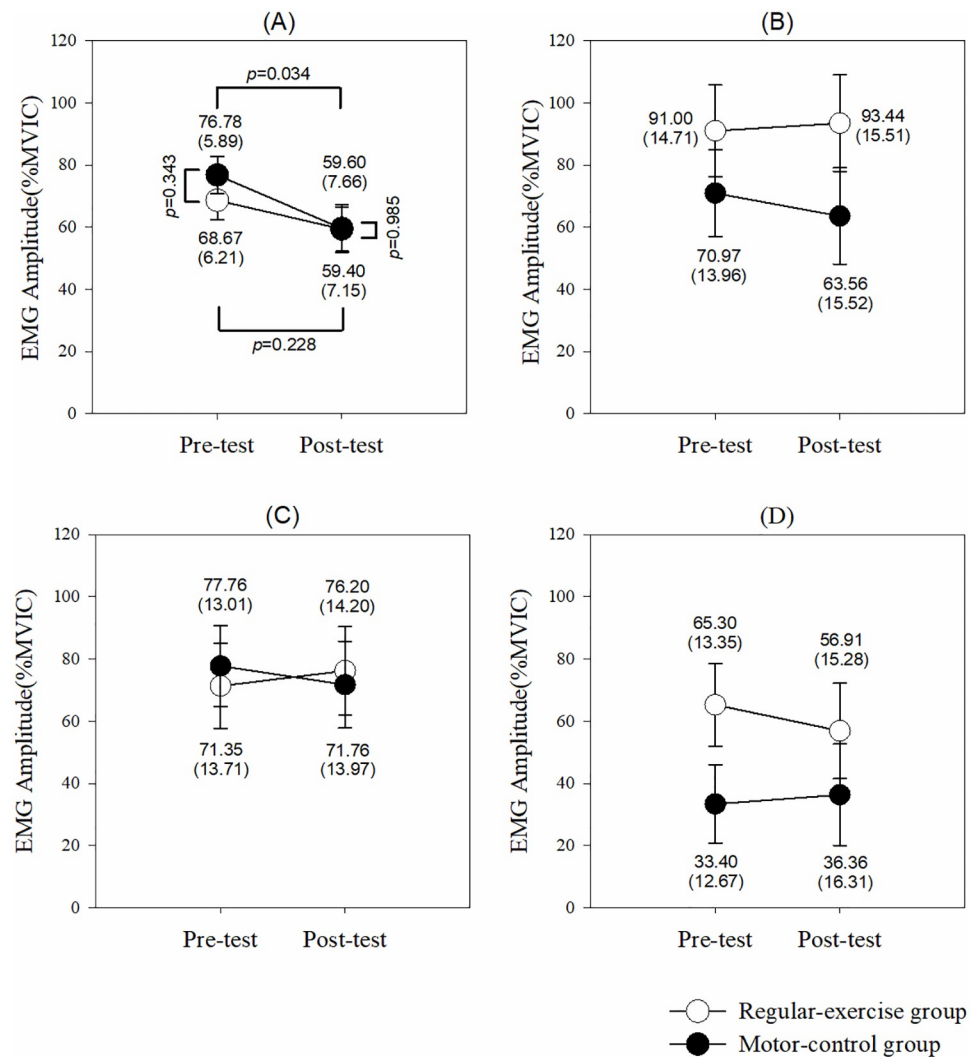 (A)
EMG Amplitude(%MVIC)
120
100
80
60
40
20
0
p=0.034
76.78
(5.89)
59.60
(7.66)
p=0.343
p=0.985
68.67
(6.21)
59.40
(7.15)
p=0.228
Pre-test
Post-test
(B)
EMG Amplitude(%MVIC)
120
100
80
60
40
20
0
91.00
(14.71)
93.44
(15.51)
70.97
(13.96)
63.56
(15.52)
Pre-test
Post-test
(C)
EMG Amplitude(%MVIC)
120
100
80
60
40
20
0
77.76
(13.01)
76.20
(14.20)
71.35
(13.71)
71.76
(13.97)
Pre-test
Post-test
(D)
EMG Amplitude(%MVIC)
120
100
80
60
40
20
0
65.30
(13.35)
56.91
(15.28)
33.40
(12.67)
36.36
(16.31)
Pre-test
Post-test
Regular-exercise group
Motor-control group